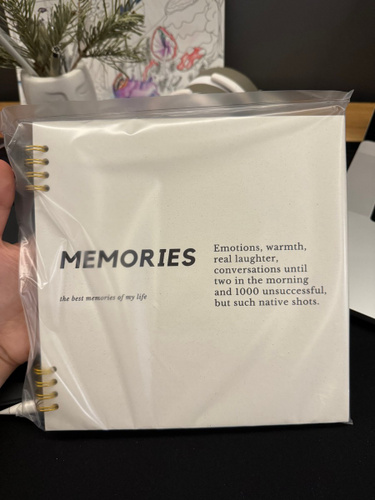 MEMORIES
the best memories of my life
Emotions, warmth,
real laughter,
conversations until
two in the morning
and 1000 unsuccessful,
but such native shots.